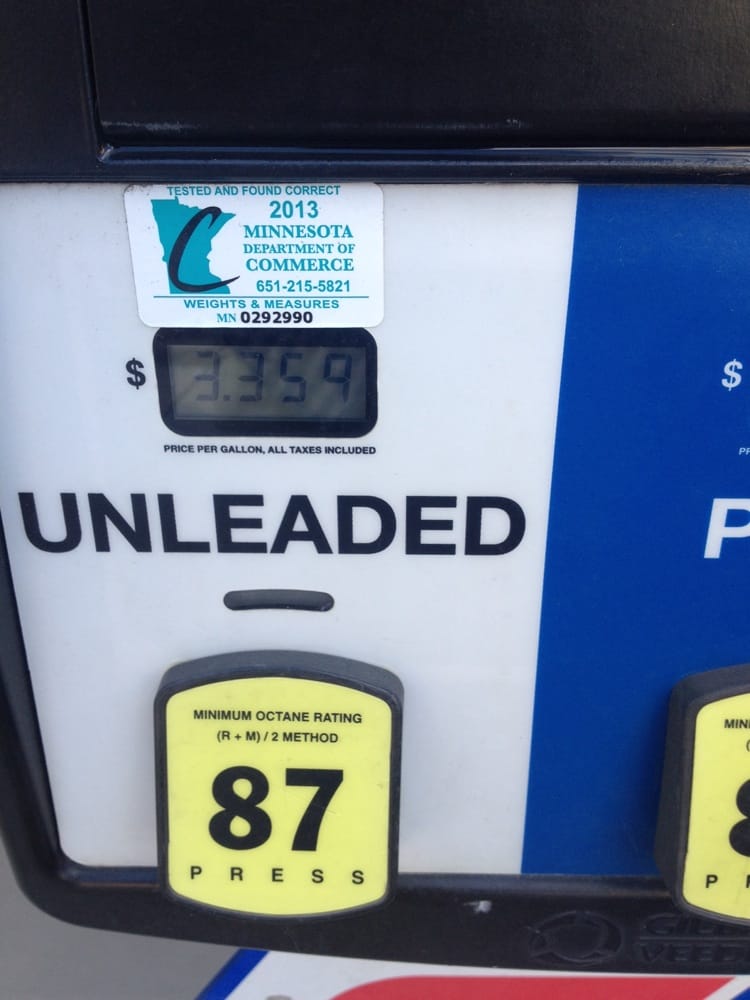 TESTED AND FOUND CORRECT
2013
MINNESOTA
DEPARTMENT OF
COMMERCE
651-215-5821
WEIGHTS & MEASURES
MN 0292990
$ 3.359
PRICE PER GALLON, ALL TAXES INCLUDED
UNLEADED
MINIMUM OCTANE RATING
(R + M) / 2 METHOD
87
PRESS
$
P